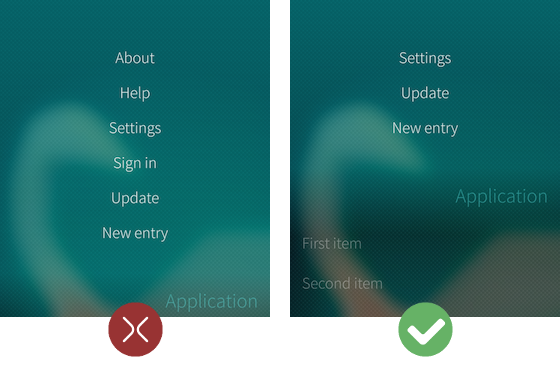 About
Help
Settings
Sign in
Update
New entry
Application
Settings
Update
New entry
Application
First item
Second item